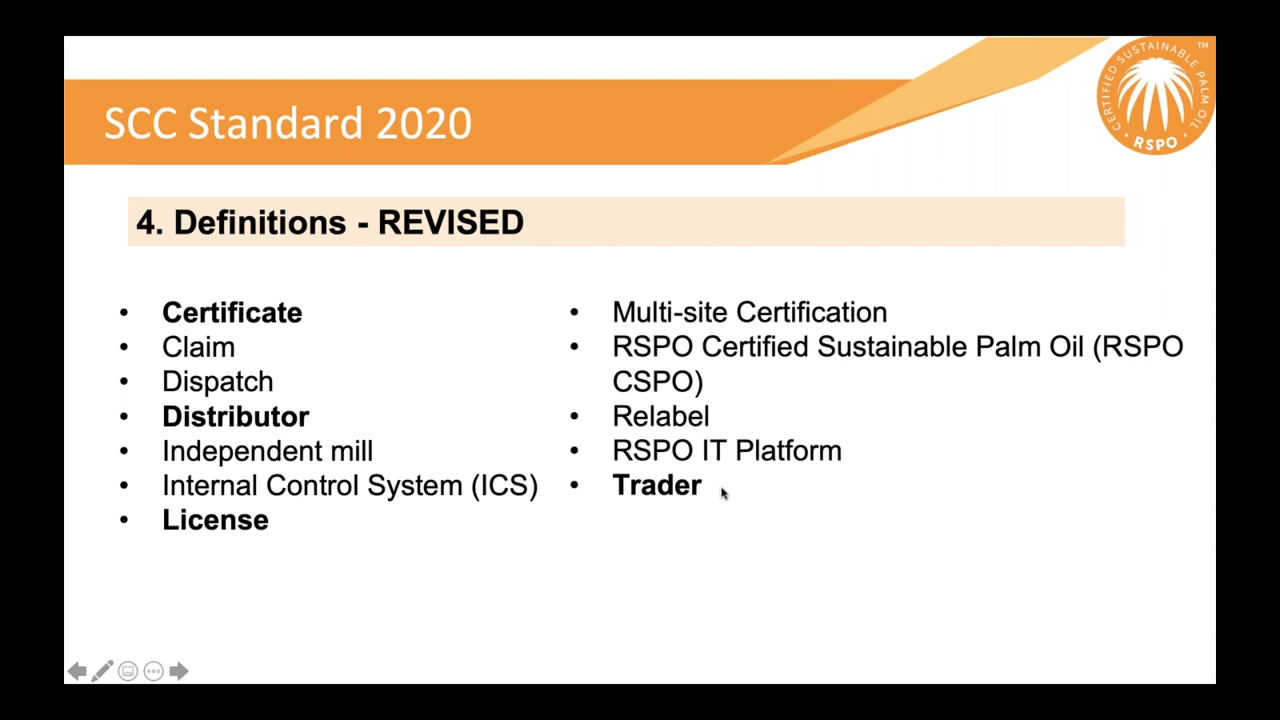 SCC Standard 2020
CERTIFIED SUSTAINABLE PALM OIL ™
· RSPO ·
4. Definitions - REVISED
• Certificate
• Claim
• Dispatch
• Distributor
• Independent mill
• Internal Control System (ICS)
• License
• Multi-site Certification
• RSPO Certified Sustainable Palm Oil (RSPO
CSPO)
• Relabel
• RSPO IT Platform
• Trader